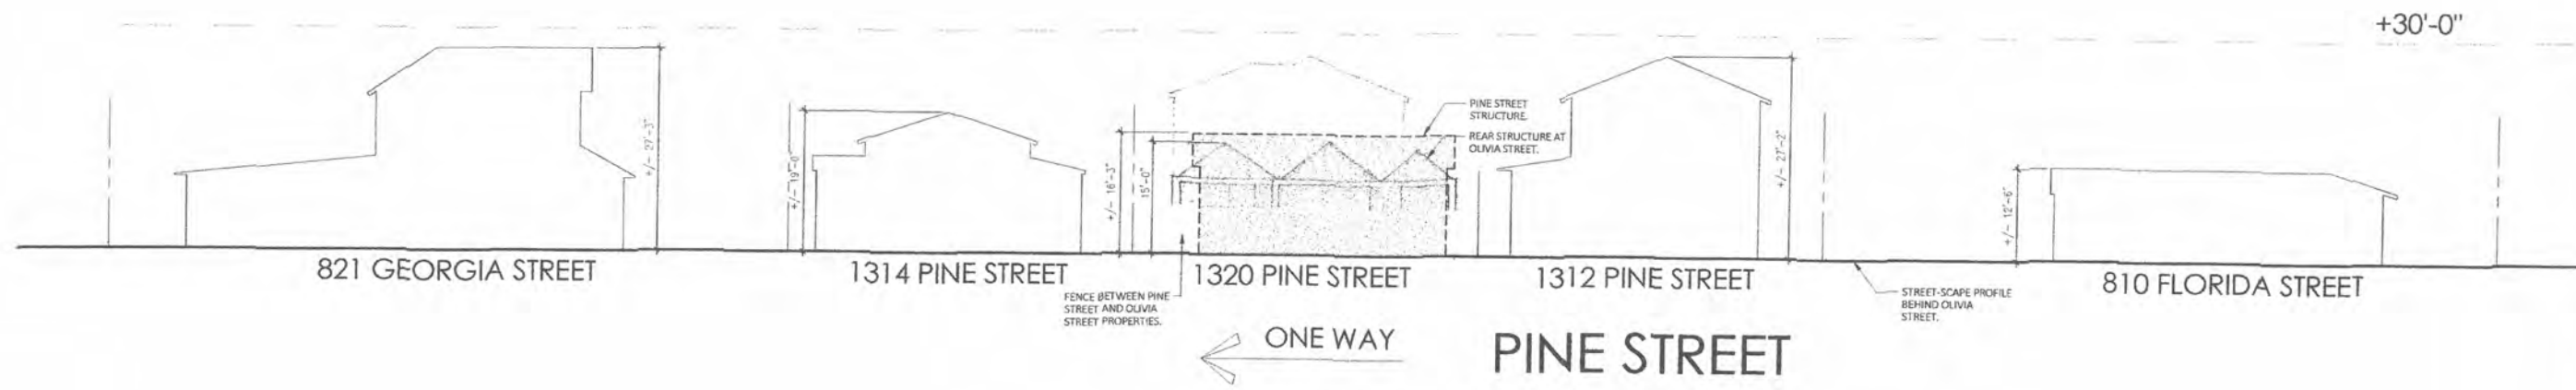 +30'-0"
+/- 27'-3"
+/- 19'-0"
+/- 16'-3"
15'-0"
PINE STREET
STRUCTURE.
REAR STRUCTURE AT
OLIVIA STREET.
+/- 27'-2"
+/- 12'-6"
821 GEORGIA STREET
1314 PINE STREET
1320 PINE STREET
1312 PINE STREET
810 FLORIDA STREET
FENCE BETWEEN PINE
STREET AND OLIVIA
STREET PROPERTIES.
STREET-SCAPE PROFILE
BEHIND OLIVIA
STREET.
ONE WAY
PINE STREET